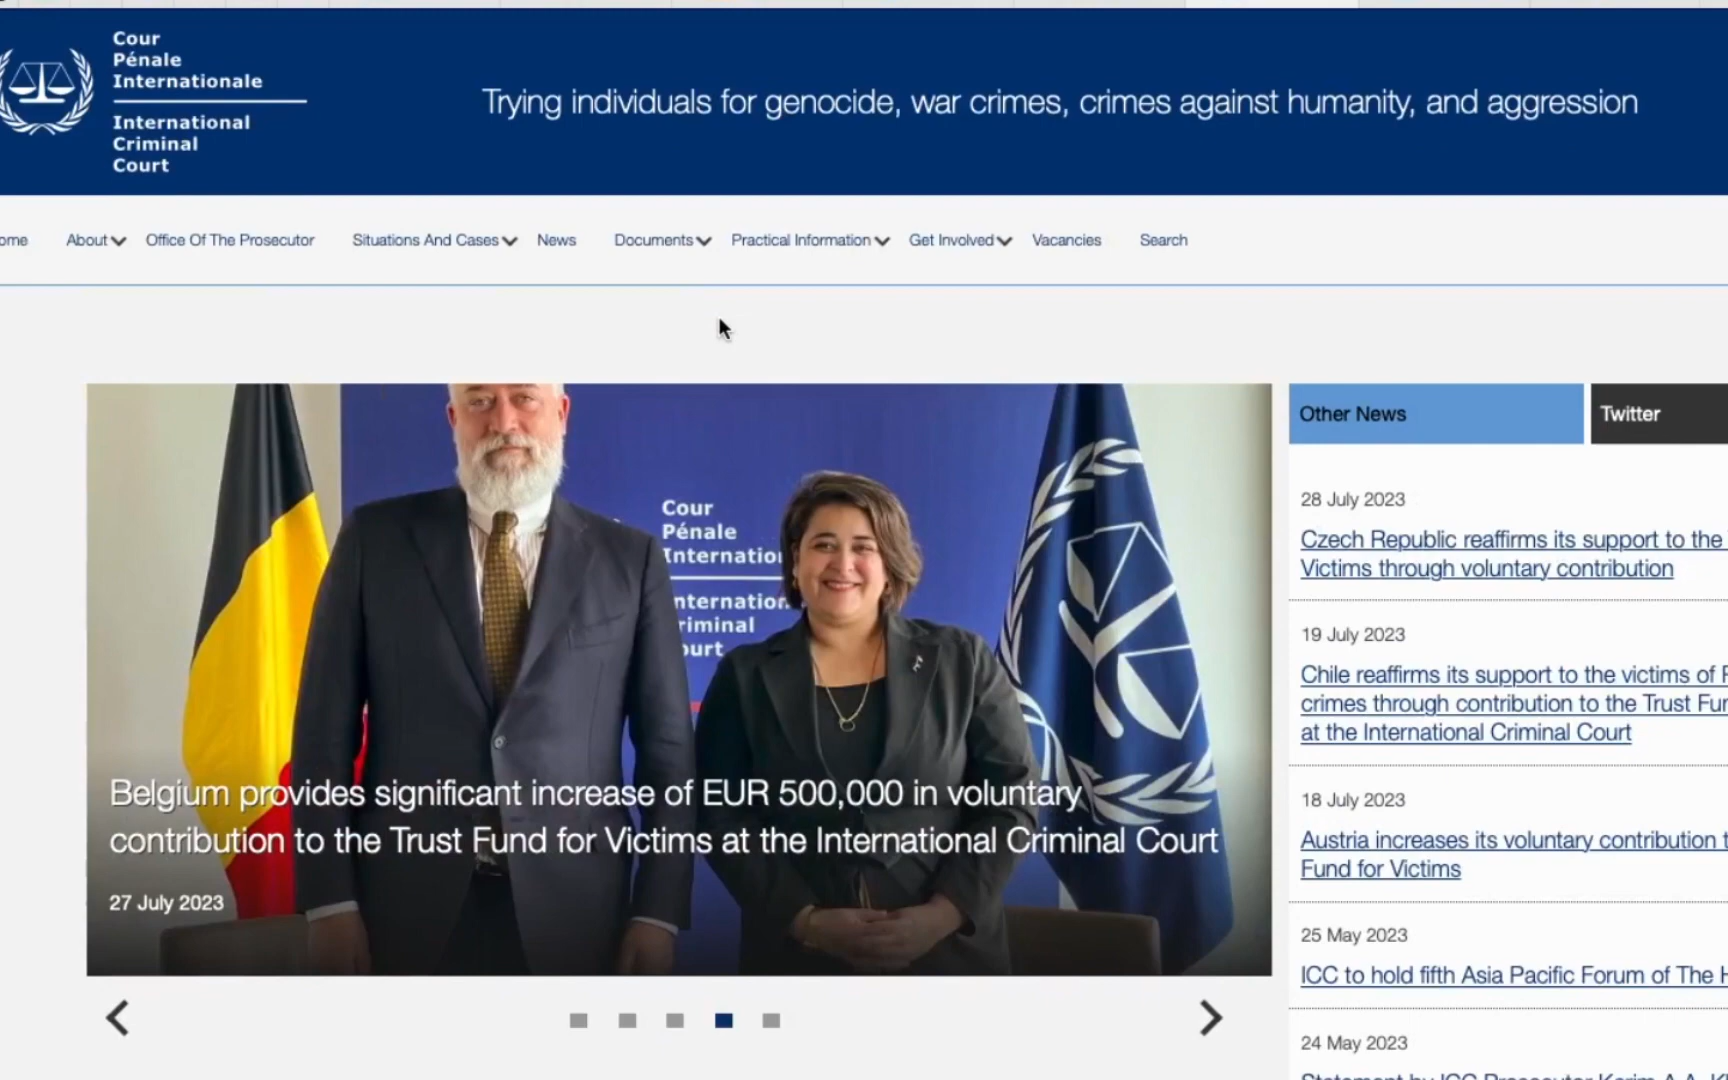 Cour
Pénale
Internationale
International
Criminal
Court
Trying individuals for genocide, war crimes, crimes against humanity, and aggression
About
Office Of The Prosecutor
Situations And Cases
News
Documents
Practical Information
Get Involved
Vacancies
Search
Cour
Pénale
Criminal Court
Belgium provides significant increase of EUR 500,000 in voluntary
contribution to the Trust Fund for Victims at the International Criminal Court
27 July 2023
Other News
Twitter
28 July 2023
Czech Republic reaffirms its support to the
Victims through voluntary contribution
19 July 2023
Chile reaffirms its support to the victims of
crimes through contribution to the Trust
at the International Criminal Court
18 July 2023
Austria increases its voluntary contribution
Fund for Victims
25 May 2023
ICC to hold fifth Asia Pacific Forum of The
24 May 2023